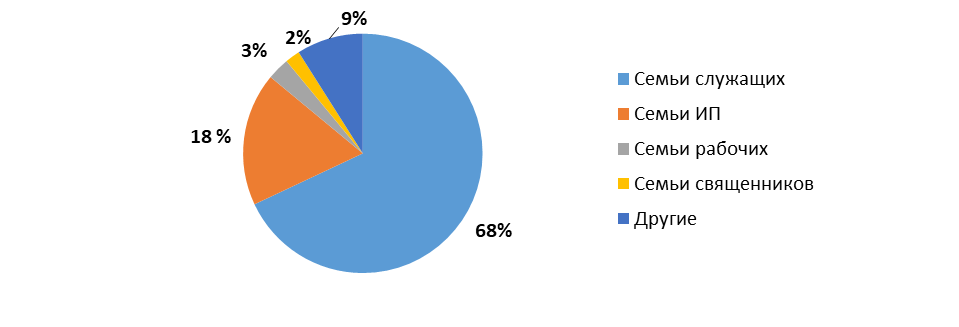 9%
2%
3%
18 %
68%
Семьи служащих
Семьи ИП
Семьи рабочих
Семьи священников
Другие